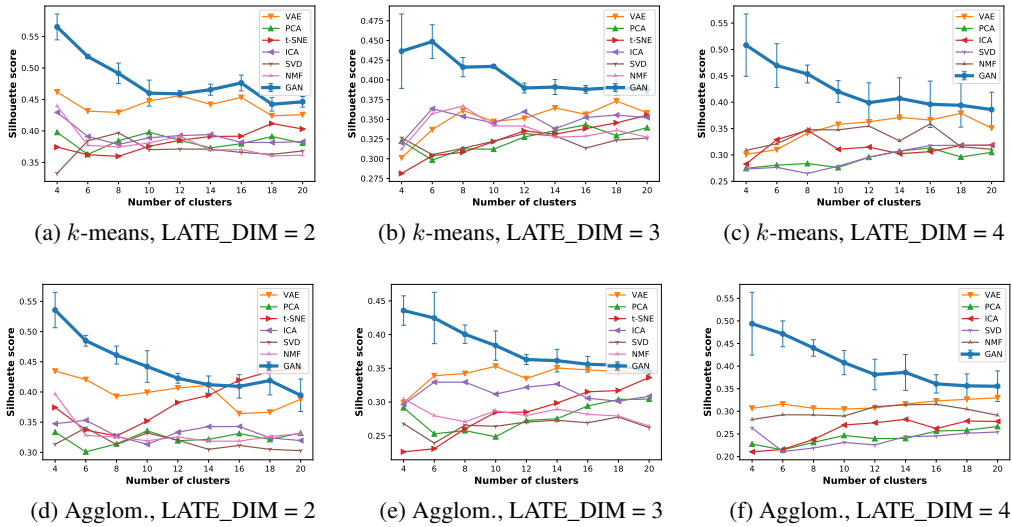 0.55
0.50
0.45
0.40
0.35
Silhouette score
4 6 8 10 12 14 16 18 20
Number of clusters
VAE
PCA
t-SNE
ICA
SVD
NMF
GAN
(a) k-means, LATE_DIM = 2
0.475
0.450
0.425
0.400
0.375
0.350
0.325
0.300
0.275
Silhouette score
4 6 8 10 12 14 16 18 20
Number of clusters
VAE
PCA
t-SNE
ICA
SVD
NMF
GAN
(b) k-means, LATE_DIM = 3
0.55
0.50
0.45
0.40
0.35
0.30
0.25
Silhouette score
4 6 8 10 12 14 16 18 20
Number of clusters
VAE
PCA
ICA
SVD
NMF
GAN
(c) k-means, LATE_DIM = 4
0.55
0.50
0.45
0.40
0.35
0.30
Silhouette score
4 6 8 10 12 14 16 18 20
Number of clusters
VAE
PCA
t-SNE
ICA
SVD
NMF
GAN
(d) Agglom., LATE_DIM = 2
0.45
0.40
0.35
0.30
0.25
Silhouette score
4 6 8 10 12 14 16 18 20
Number of clusters
VAE
PCA
t-SNE
ICA
SVD
NMF
GAN
(e) Agglom., LATE_DIM = 3
0.55
0.50
0.45
0.40
0.35
0.30
0.25
0.20
Silhouette score
4 6 8 10 12 14 16 18 20
Number of clusters
VAE
PCA
ICA
SVD
NMF
GAN
(f) Agglom., LATE_DIM = 4